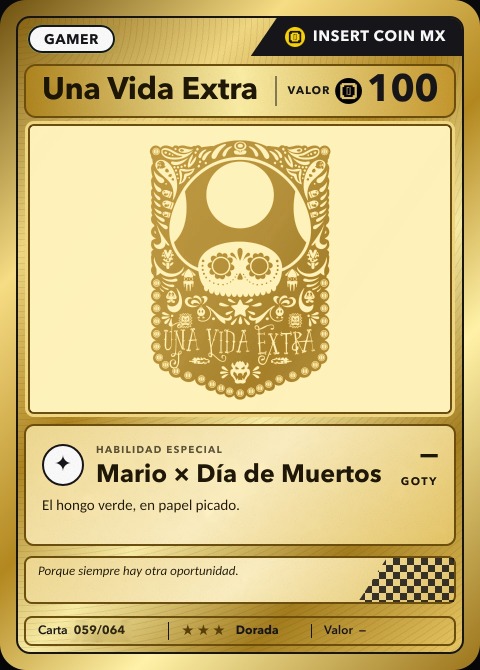 GAMER
INSERT COIN MX
Una Vida Extra
VALOR 100
UNA VIDA EXTRA
HABILIDAD ESPECIAL
Mario × Día de Muertos
—
GOTY
El hongo verde, en papel picado.
Porque siempre hay otra oportunidad.
Carta 059/064 ★ ★ ★ Dorada Valor —